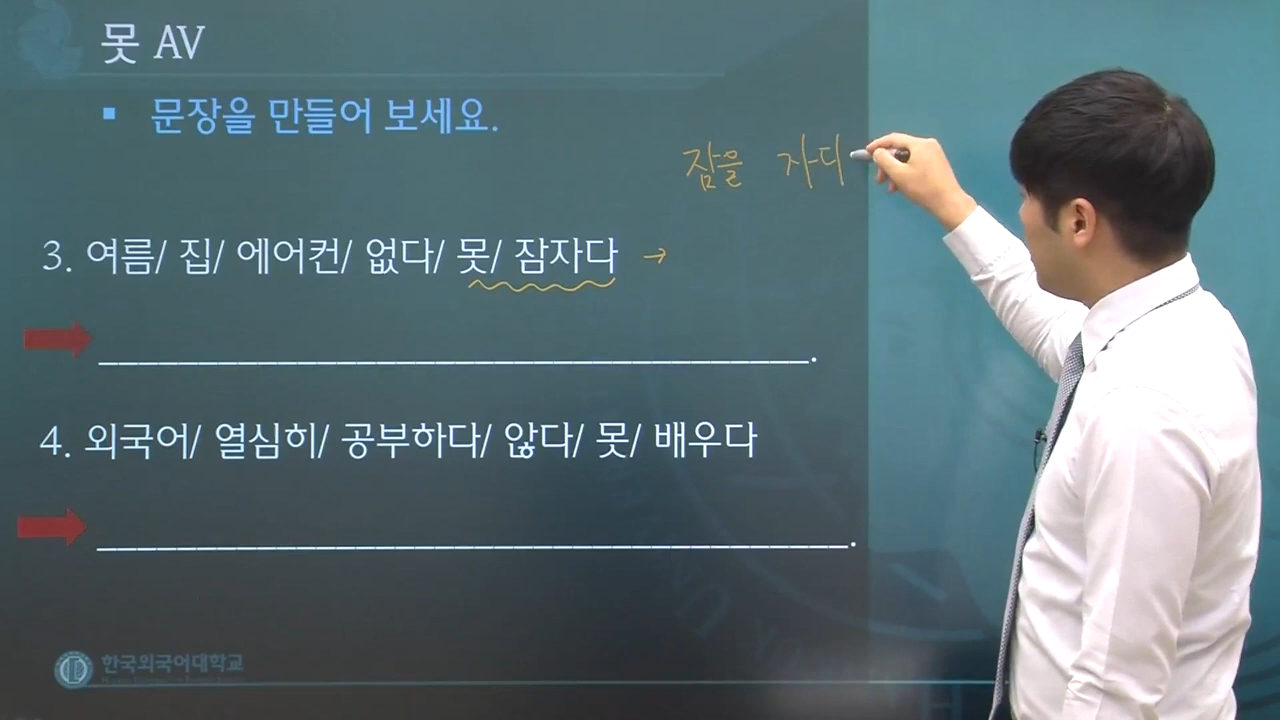 못 AV
▪ 문장을 만들어 보세요.
잠을 자다
3. 여름/ 집/ 에어컨/ 없다/ 못/ 잠자다 →
.
4. 외국어/ 열심히/ 공부하다/ 않다/ 못/ 배우다
.
한국외국어대학교